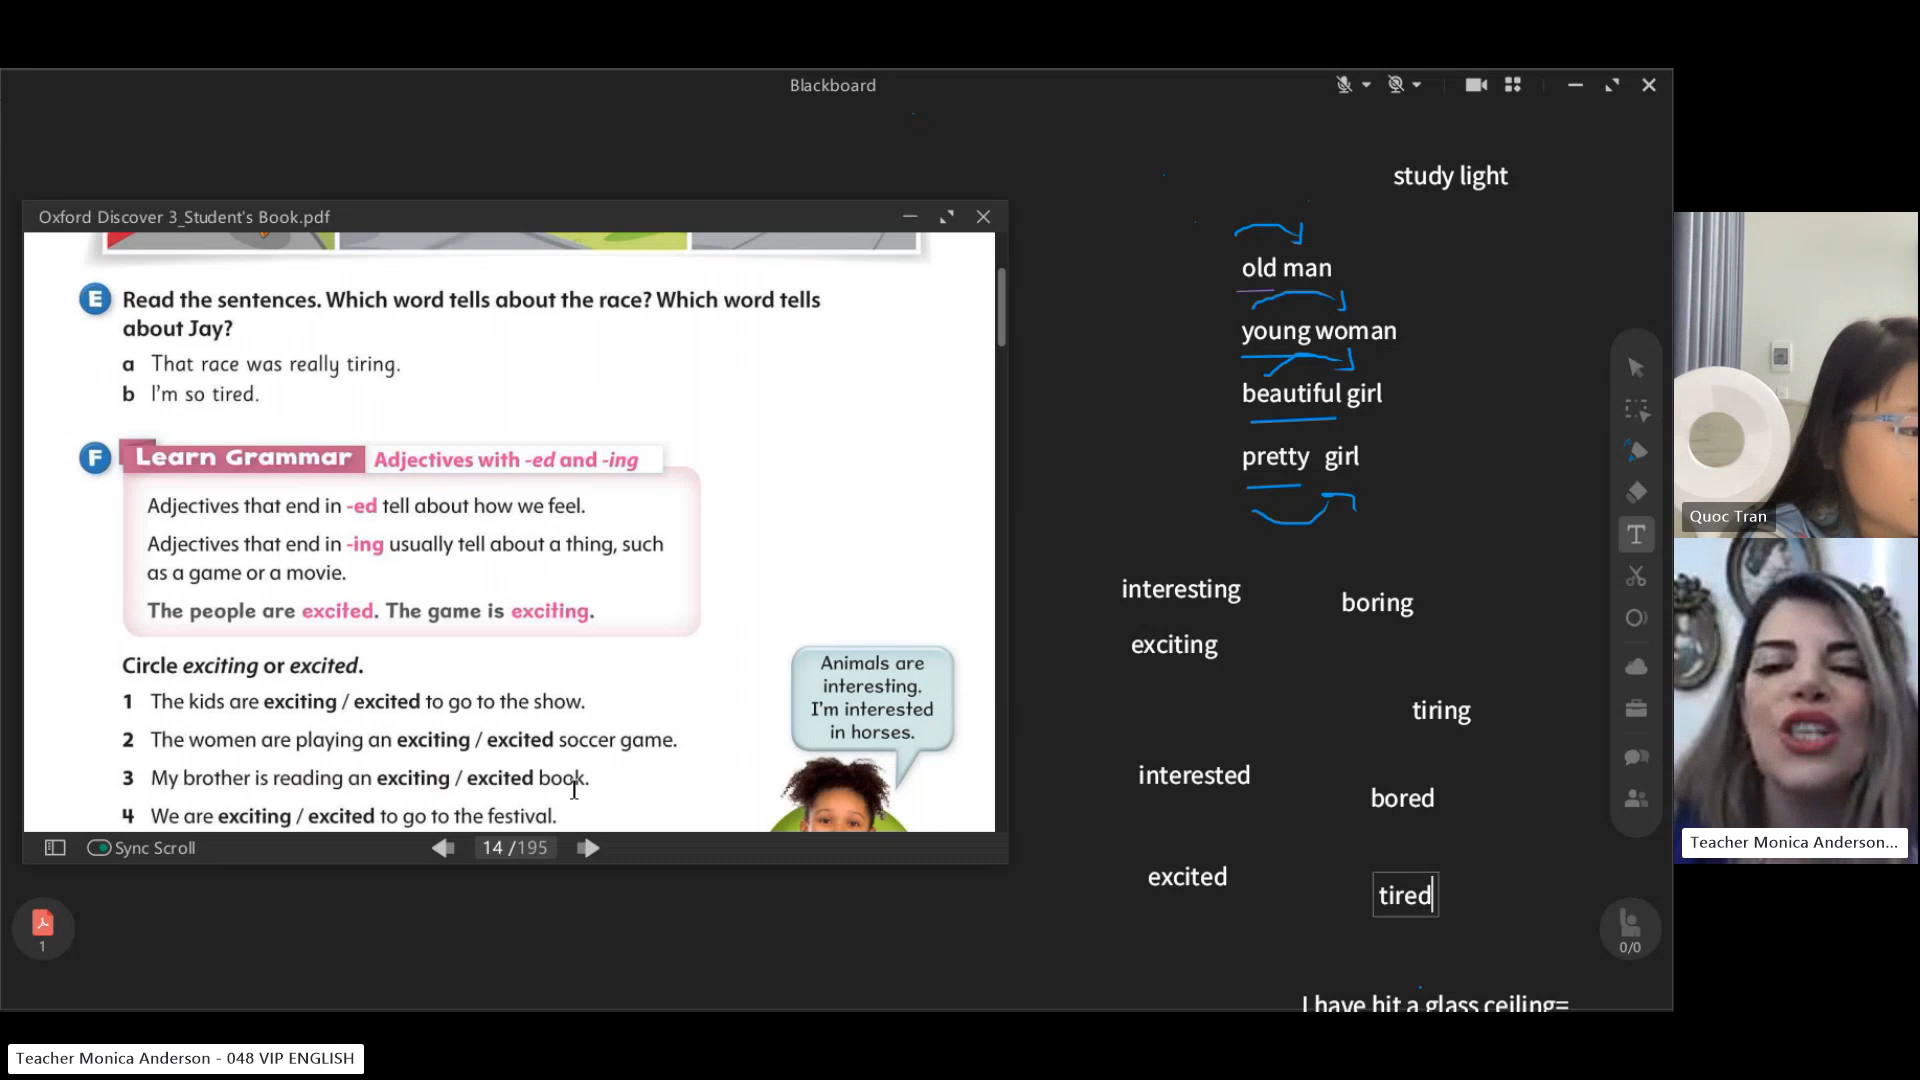 Blackboard
study light
Oxford Discover 3_Student's Book.pdf
E Read the sentences. Which word tells about the race? Which word tells
about Jay?
a That race was really tiring.
b I'm so tired.
F Learn Grammar Adjectives with -ed and -ing
Adjectives that end in -ed tell about how we feel.
Adjectives that end in -ing usually tell about a thing, such
as a game or a movie.
The people are excited. The game is exciting.
Circle exciting or excited.
1 The kids are exciting / excited to go to the show.
2 The women are playing an exciting / excited soccer game.
3 My brother is reading an exciting / excited book.
4 We are exciting / excited to go to the festival.
Animals are
interesting.
I'm interested
in horses.
Sync Scroll
14 /195
1
old man
young woman
beautiful girl
pretty girl
interesting
boring
exciting
tiring
interested
bored
excited
tired
I have hit a glass ceiling=
T
0/0
Quoc Tran
Teacher Monica Anderson...
Teacher Monica Anderson - 048 VIP ENGLISH